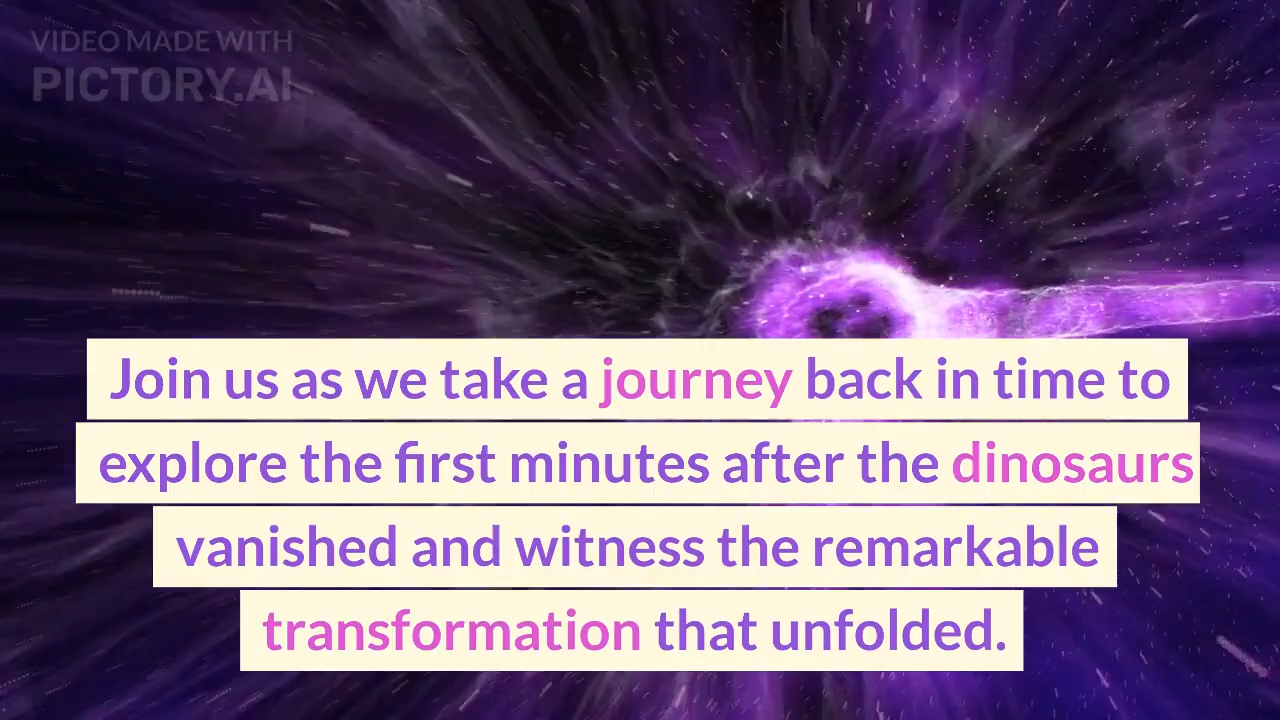 VIDEO MADE WITH
PICTORY.AI
Join us as we take a journey back in time to
explore the first minutes after the dinosaurs
vanished and witness the remarkable
transformation that unfolded.